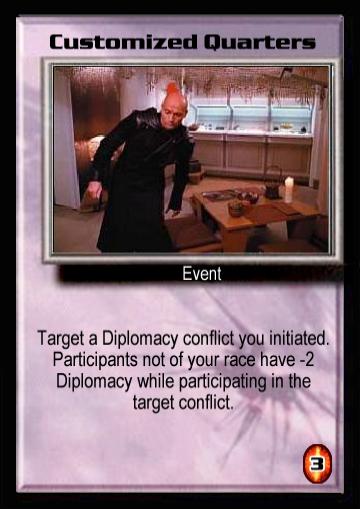 Customized Quarters
Event
Target a Diplomacy conflict you initiated.
Participants not of your race have -2
Diplomacy while participating in the
target conflict.
3